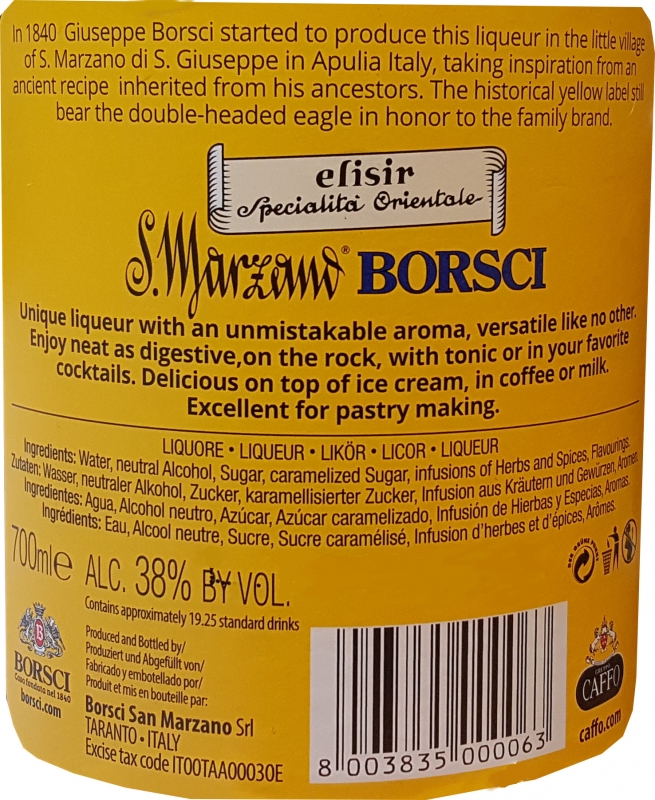 In 1840 Giuseppe Borsci started to produce this liqueur in the little village
of S. Marzano di S. Giuseppe in Apulia Italy, taking inspiration from an
ancient recipe inherited from his ancestors. The historical yellow label still
bear the double-headed eagle in honor to the family brand.
elisir
Specialità Orientale
S. Marzano® BORSCI
Unique liqueur with an unmistakable aroma, versatile like no other.
Enjoy neat as digestive,on the rock, with tonic or in your favorite
cocktails. Delicious on top of ice cream, in coffee or milk.
Excellent for pastry making.
LIQUORE • LIQUEUR • LIKÖR • LICOR • LIQUEUR
Ingredients: Water, neutral Alcohol, Sugar, caramelized Sugar, infusions of Herbs and Spices, Flavourings.
Zutaten: Wasser, neutraler Alkohol, Zucker, karamellisierter Zucker, Infusion aus Kräutern und Gewürzen, Aromen.
Ingredientes: Agua, Alcohol neutro, Azúcar, Azúcar caramelizado, Infusión de Hierbas y Especias, Aromas.
Ingrédients: Eau, Alcool neutre, Sucre, Sucre caramélisé, Infusion d'herbes et d'épices, Arômes.
700ml e ALC. 38% BY VOL.
Contains approximately 19.25 standard drinks
DER GRÜNE PUNKT
Produced and Bottled by/
Produziert und Abgefüllt von/
Fabricado y embotellado por/
Produit et mis en bouteille par:
Borsci San Marzano Srl
TARANTO • ITALY
Excise tax code IT00TAA00030E
B
BORSCI
Casa fondata nel 1840
borsci.com
8 003835 000063
GRUPPO
CAFFO
caffo.com